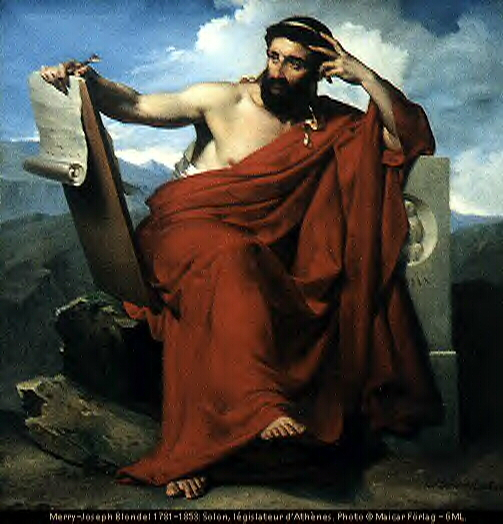 Merry-Joseph Blondel 1781-1853: Solon, législateur d'Athènes. Photo © Maicar Förlag - GML.